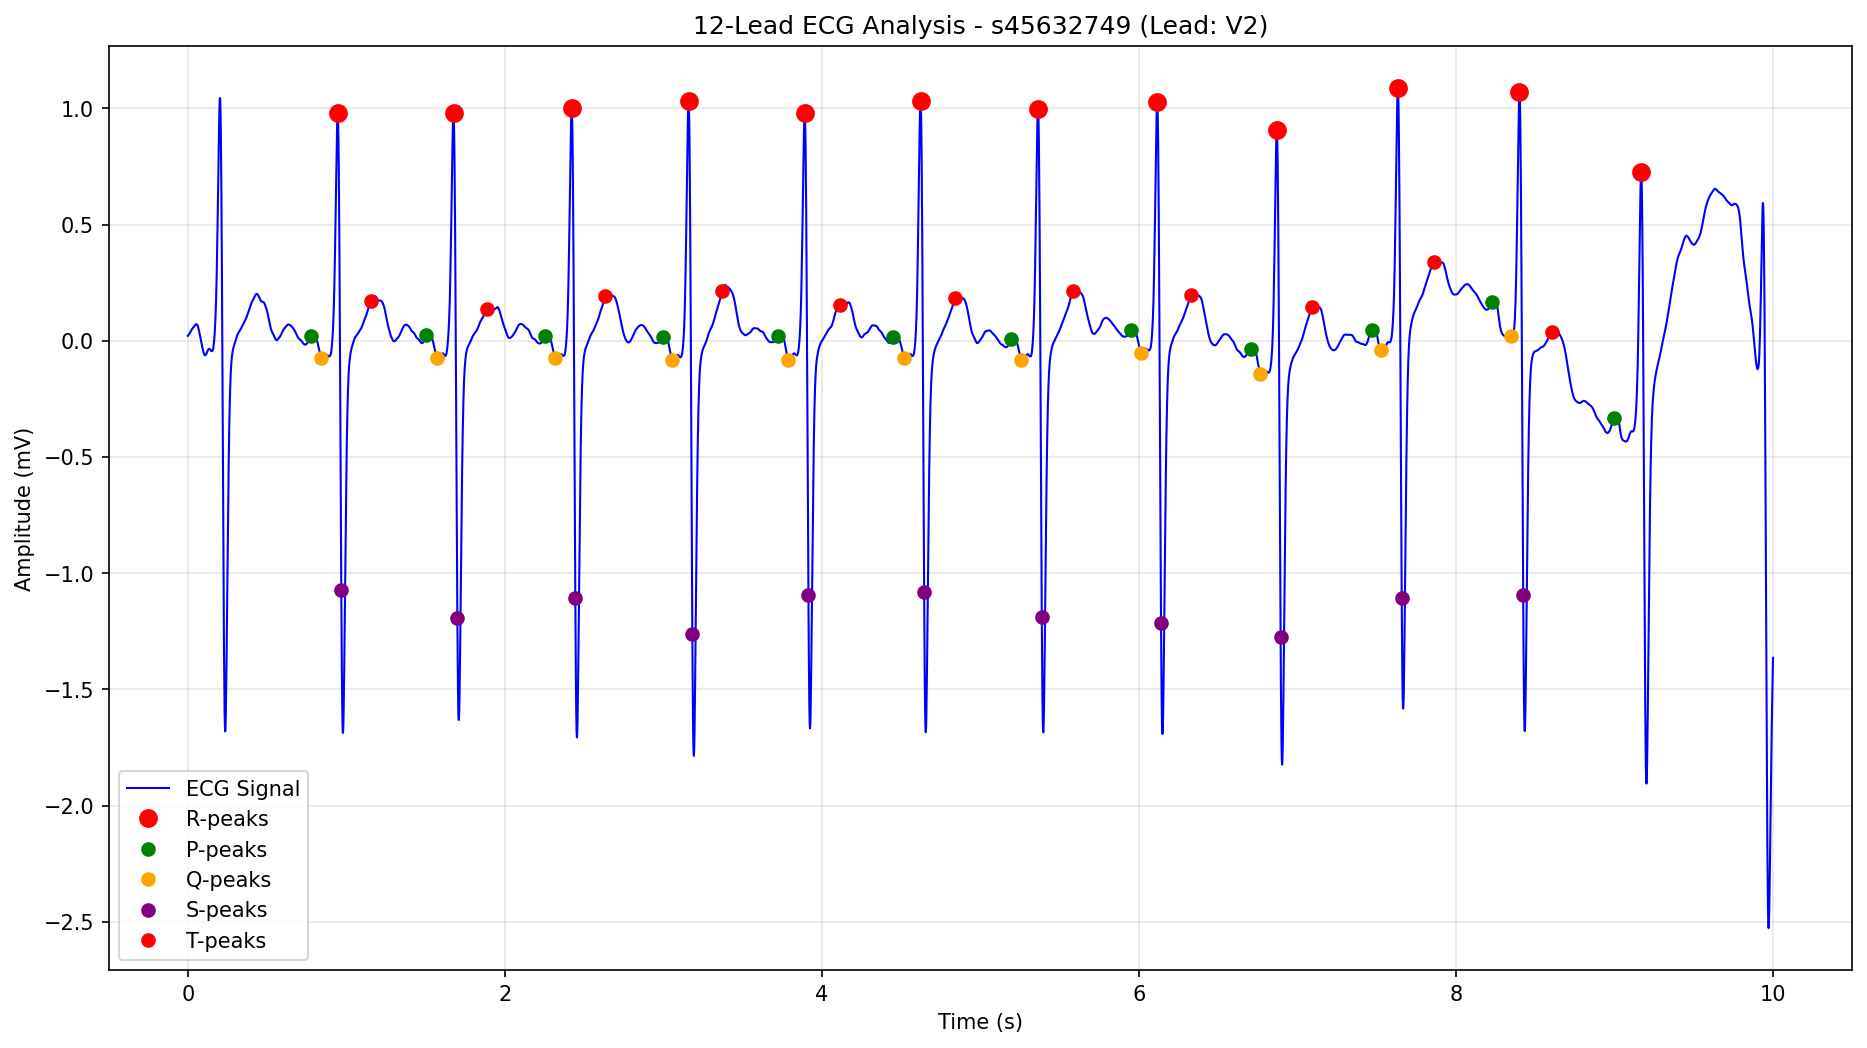 12-Lead ECG Analysis - s45632749 (Lead: V2)
1.0
0.5
0.0
−0.5
−1.0
−1.5
−2.0
−2.5
Amplitude (mV)
ECG Signal
R-peaks
P-peaks
Q-peaks
S-peaks
T-peaks
0 2 4 6 8 10
Time (s)